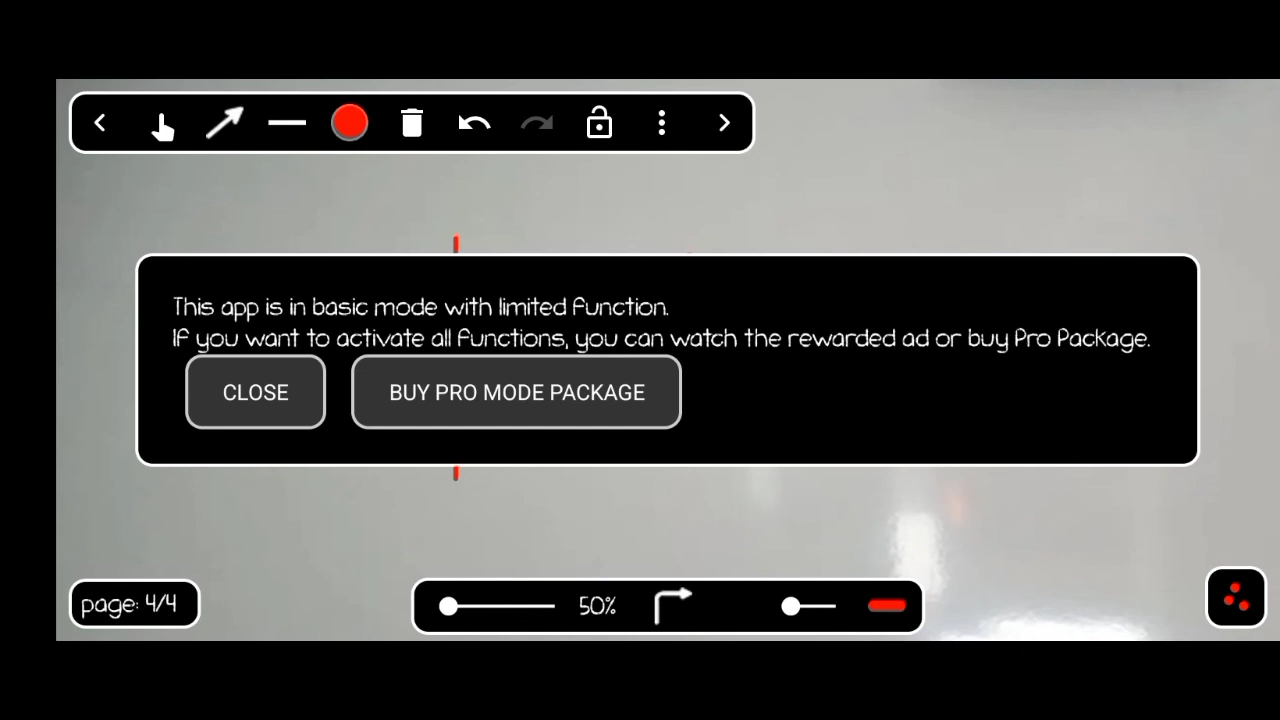 This app is in basic mode with limited function.
If you want to activate all functions, you can watch the rewarded ad or buy Pro Package.
CLOSE
BUY PRO MODE PACKAGE
page: 4/4
50%